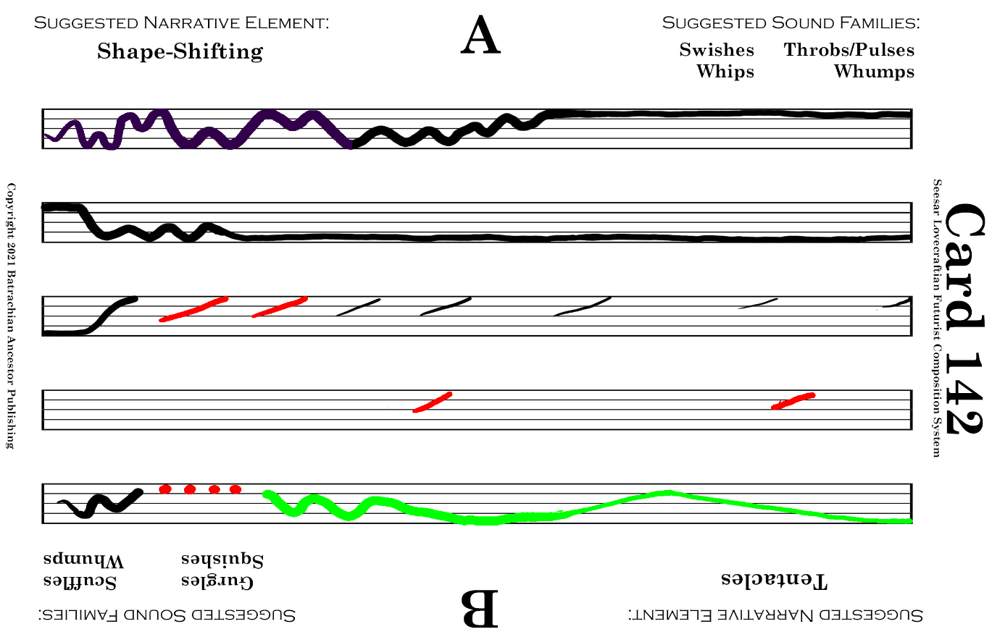 Suggested Narrative Element:
Shape-Shifting
A
Suggested Sound Families:
Swishes Throbs/Pulses
Whips Whumps
Copyright 2021 Batrachian Ancestor Publishing
Card 142
Seesar Lovecraftian Futurist Composition System
B
Suggested Narrative Element:
Tentacles
Suggested Sound Families:
Gurgles Scuffles
Squishes Whumps